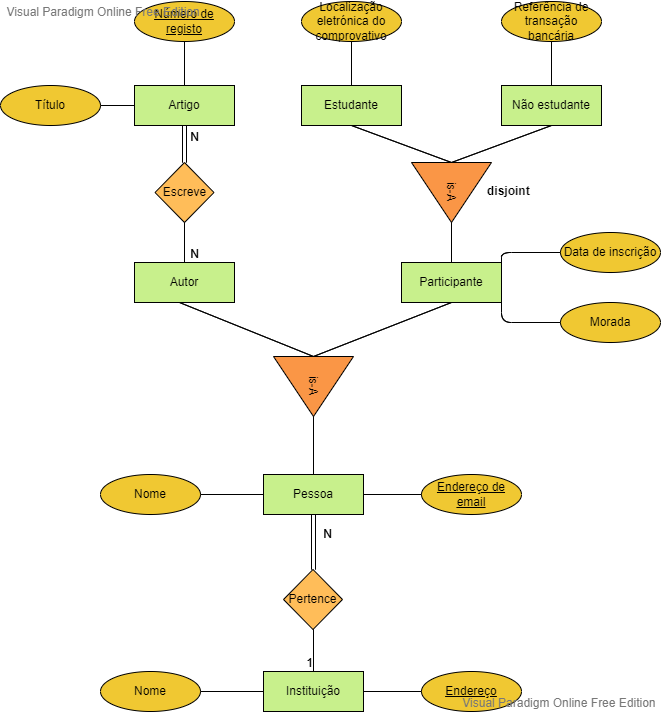 Visual Paradigm Online Free Edition
Número de
registo
Localização
eletrónica do
comprovativo
Referência de
transação
bancária
Título
Artigo
Estudante
Não estudante
N
Escreve
is-A
disjoint
N
Autor
Participante
Data de inscrição
Morada
is-A
Nome
Pessoa
Endereço de
email
N
Pertence
1
Nome
Instituição
Endereço
Visual Paradigm Online Free Edition